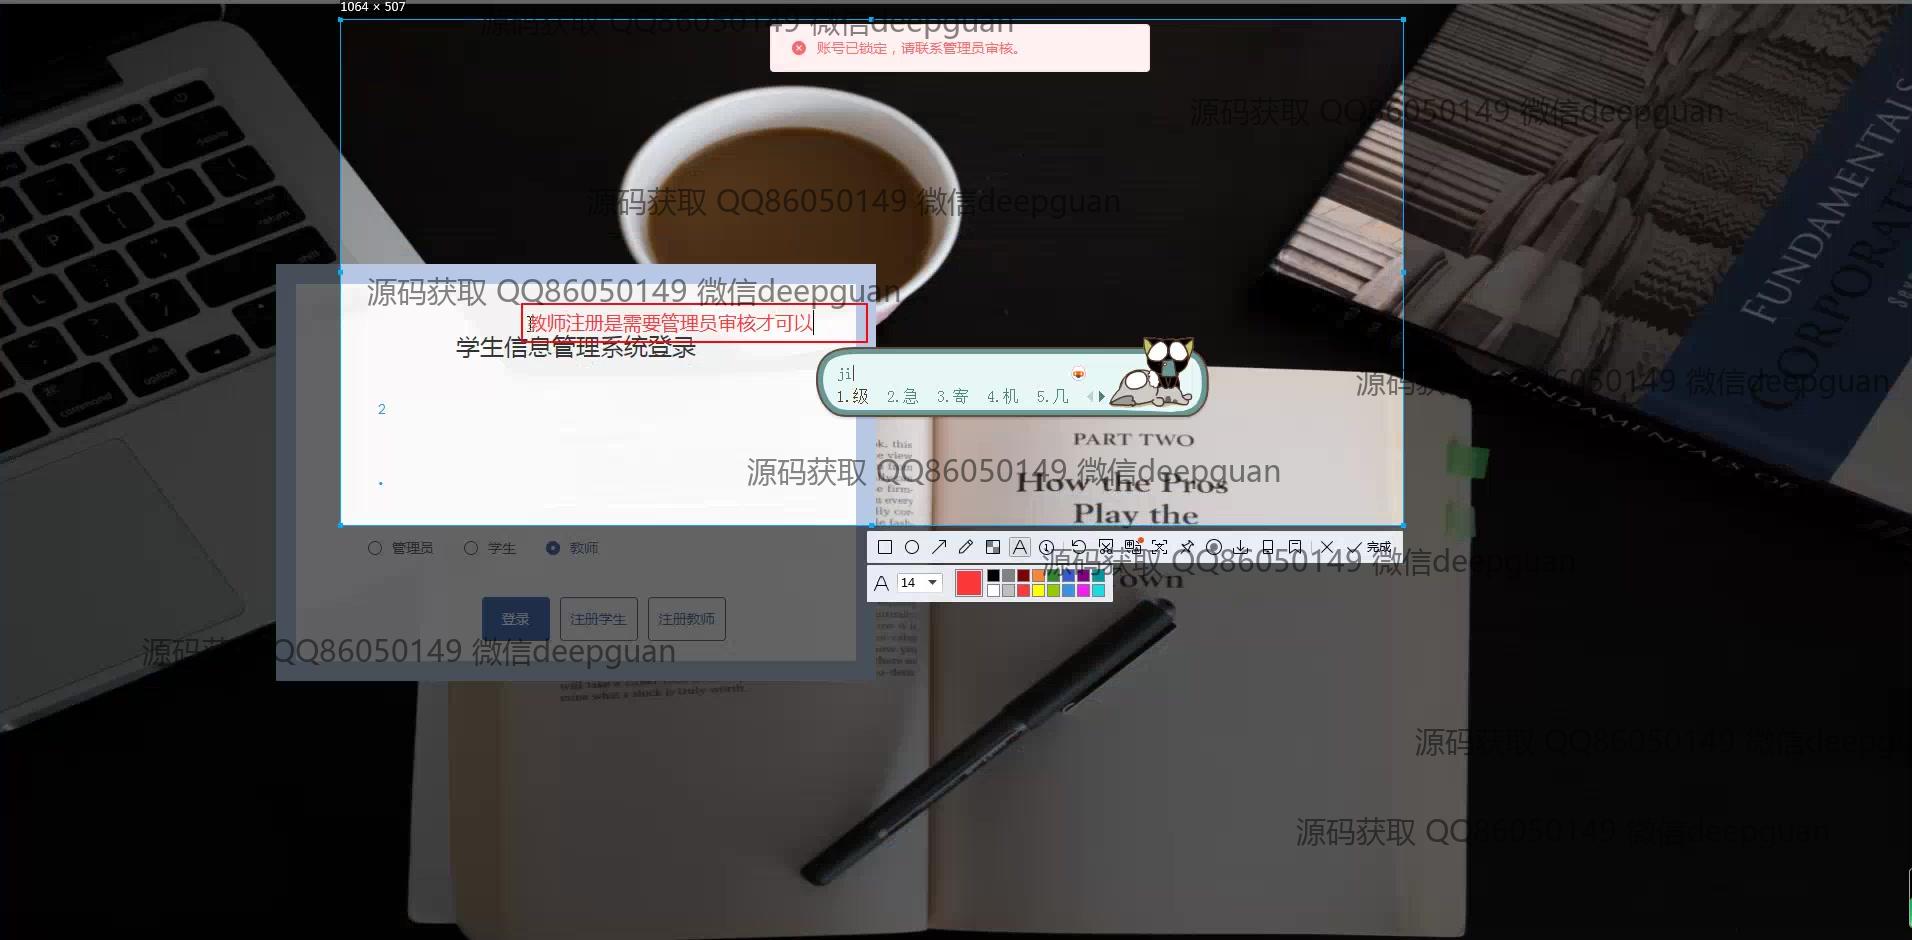 1064 × 507
源码获取 QQ86050149 微信deepguan
账号已锁定，请联系管理员审核。
源码获取 QQ86050149 微信deepguan
源码获取 QQ86050149 微信deepguan
FUNDAMENTALS
CORPORATE
源码获取 QQ86050149 微信deepguan
教师注册是需要管理员审核才可以
学生信息管理系统登录
ji
1.级 2.急 3.寄 4.机 5.几
源码获取 QQ86050149 微信deepguan
command
option
2
FUNDAMENTALS OF
PART TWO
源码获取 QQ86050149 微信deepguan
How the Pros
Play the
管理员 学生 教师
完成
源码获取 QQ86050149 微信deepguan
A 14
own
登录 注册学生 注册教师
源码获取 QQ86050149 微信deepguan
mine what a stock is truly worth.
源码获取 QQ86050149 微信deepgu
源码获取 QQ86050149 微信deepguan